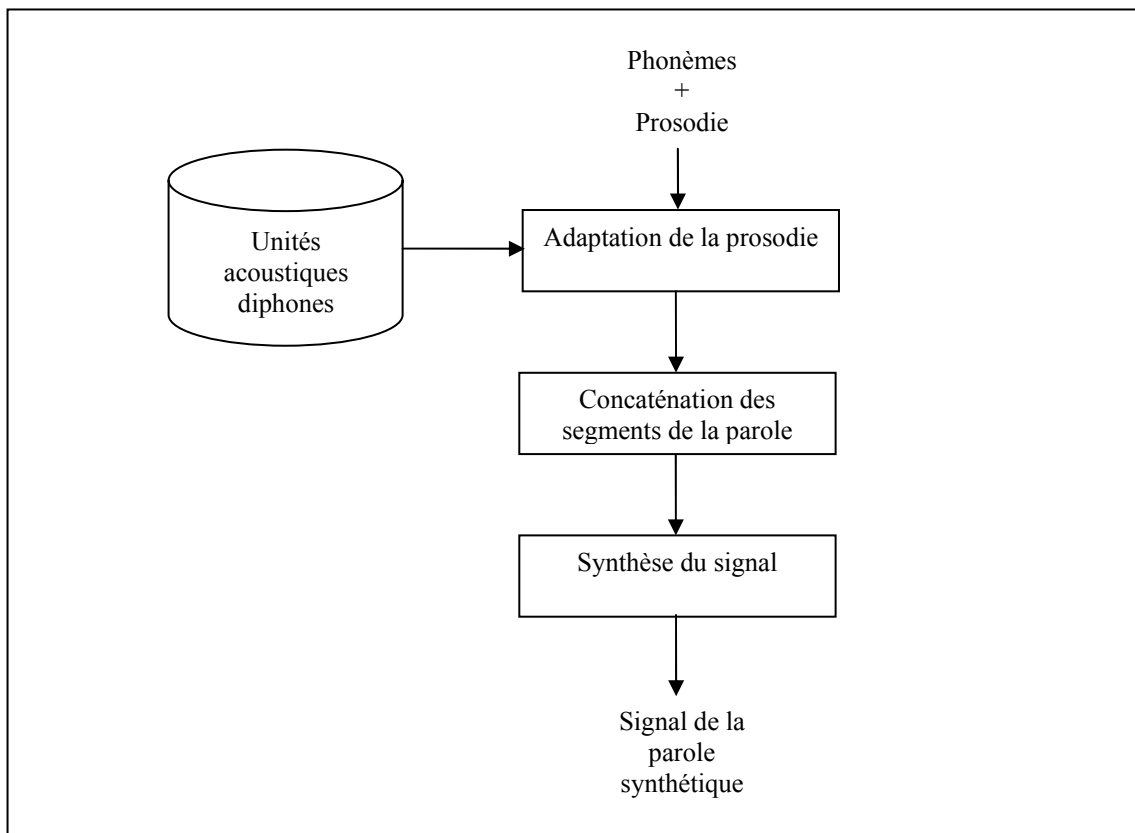 Phonèmes
+
Prosodie
Unités
acoustiques
diphones
Adaptation de la prosodie
Concaténation des
segments de la parole
Synthèse du signal
Signal de la
parole
synthétique